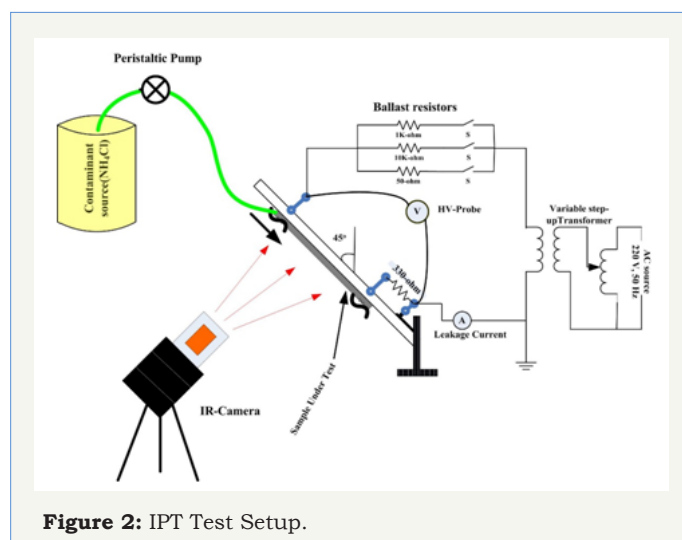 Peristaltic Pump
Contaminant
source(NH₄Cl)
Ballast resistors
1K-ohm
S
10K-ohm
S
50-ohm
S
V
HV-Probe
Variable step-
upTransformer
AC source
220 V, 50 Hz
45°
330-ohm
A
Leakage Current
Sample Under Test
IR-Camera
Figure 2: IPT Test Setup.